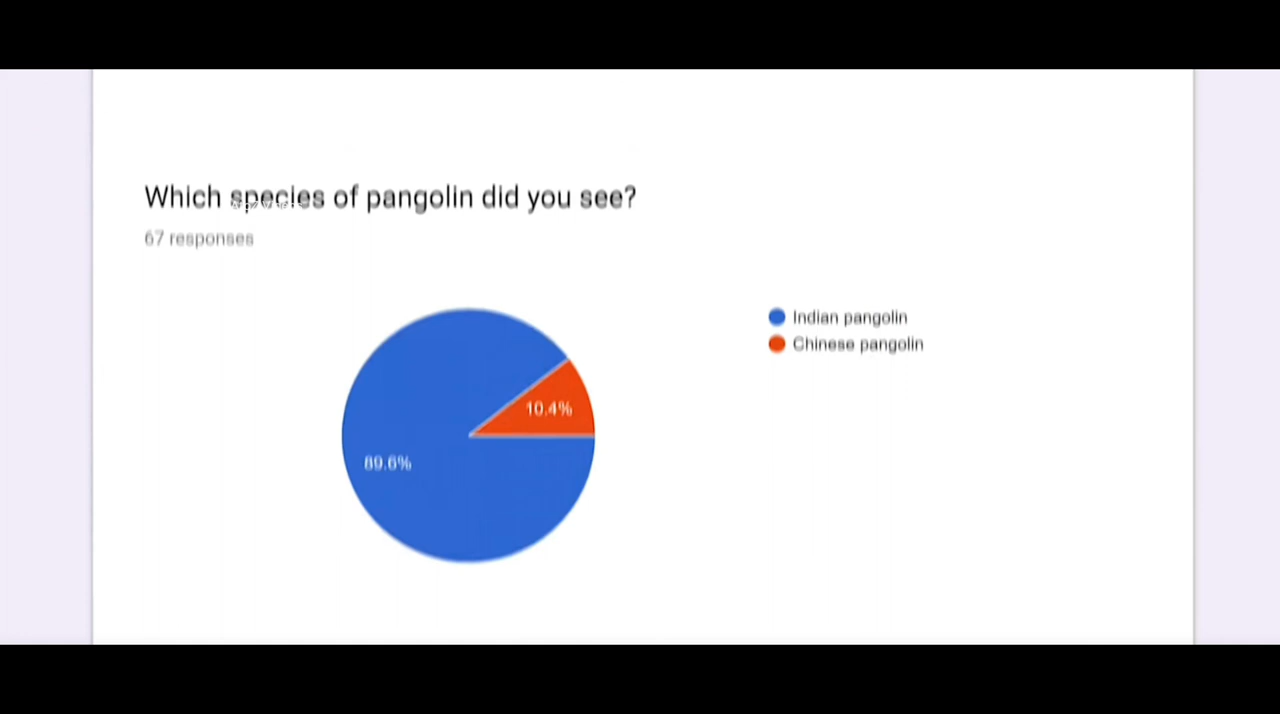 Which species of pangolin did you see?
67 responses
Indian pangolin
Chinese pangolin
10.4%
89.6%